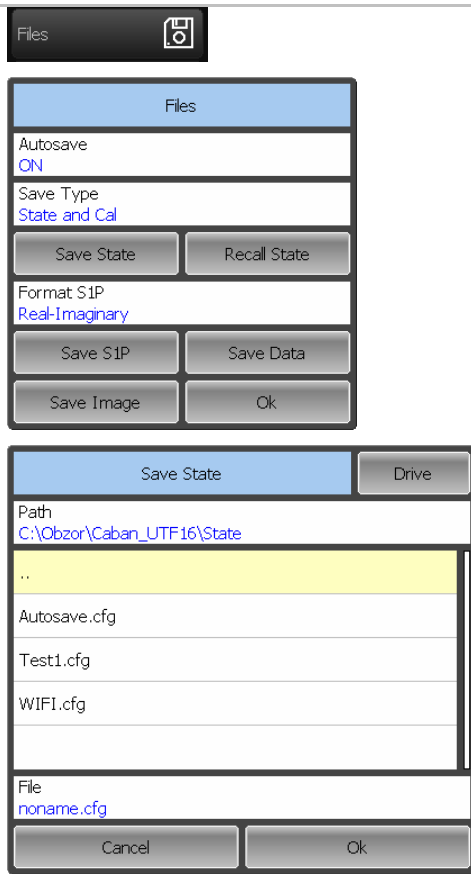 Files
Files
Autosave
ON
Save Type
State and Cal
Save State
Recall State
Format S1P
Real-Imaginary
Save S1P
Save Data
Save Image
Ok
Save State
Drive
Path
C:\Obzor\Caban_UTF16\State
..
Autosave.cfg
Test1.cfg
WIFI.cfg
File
noname.cfg
Cancel
Ok